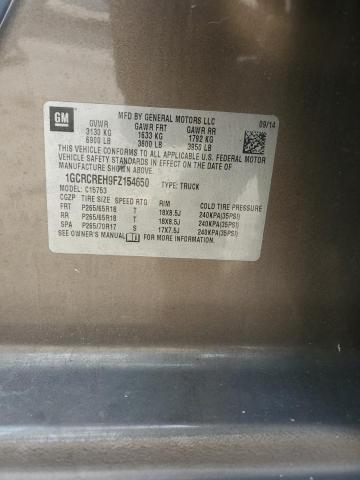 GM
MFD BY GENERAL MOTORS LLC
09/14
GVWR GAWR FRT GAWR RR
3130 KG 1633 KG 1792 KG
6900 LB 3600 LB 3950 LB
THIS VEHICLE CONFORMS TO ALL APPLICABLE U.S. FEDERAL MOTOR
VEHICLE SAFETY STANDARDS IN EFFECT ON THE DATE OF
MANUFACTURE SHOWN ABOVE.
1GCRCREH9FZ154650 TYPE: TRUCK
MODEL: C15753
CGZP TIRE SIZE SPEED RTG RIM COLD TIRE PRESSURE
FRT P265/65R18 T 18X8.5J 240KPA(35PSI)
RR P265/65R18 T 18X8.5J 240KPA(35PSI)
SPA P265/70R17 S 17X7.5J 240KPA(35PSI)
SEE OWNER'S MANUAL